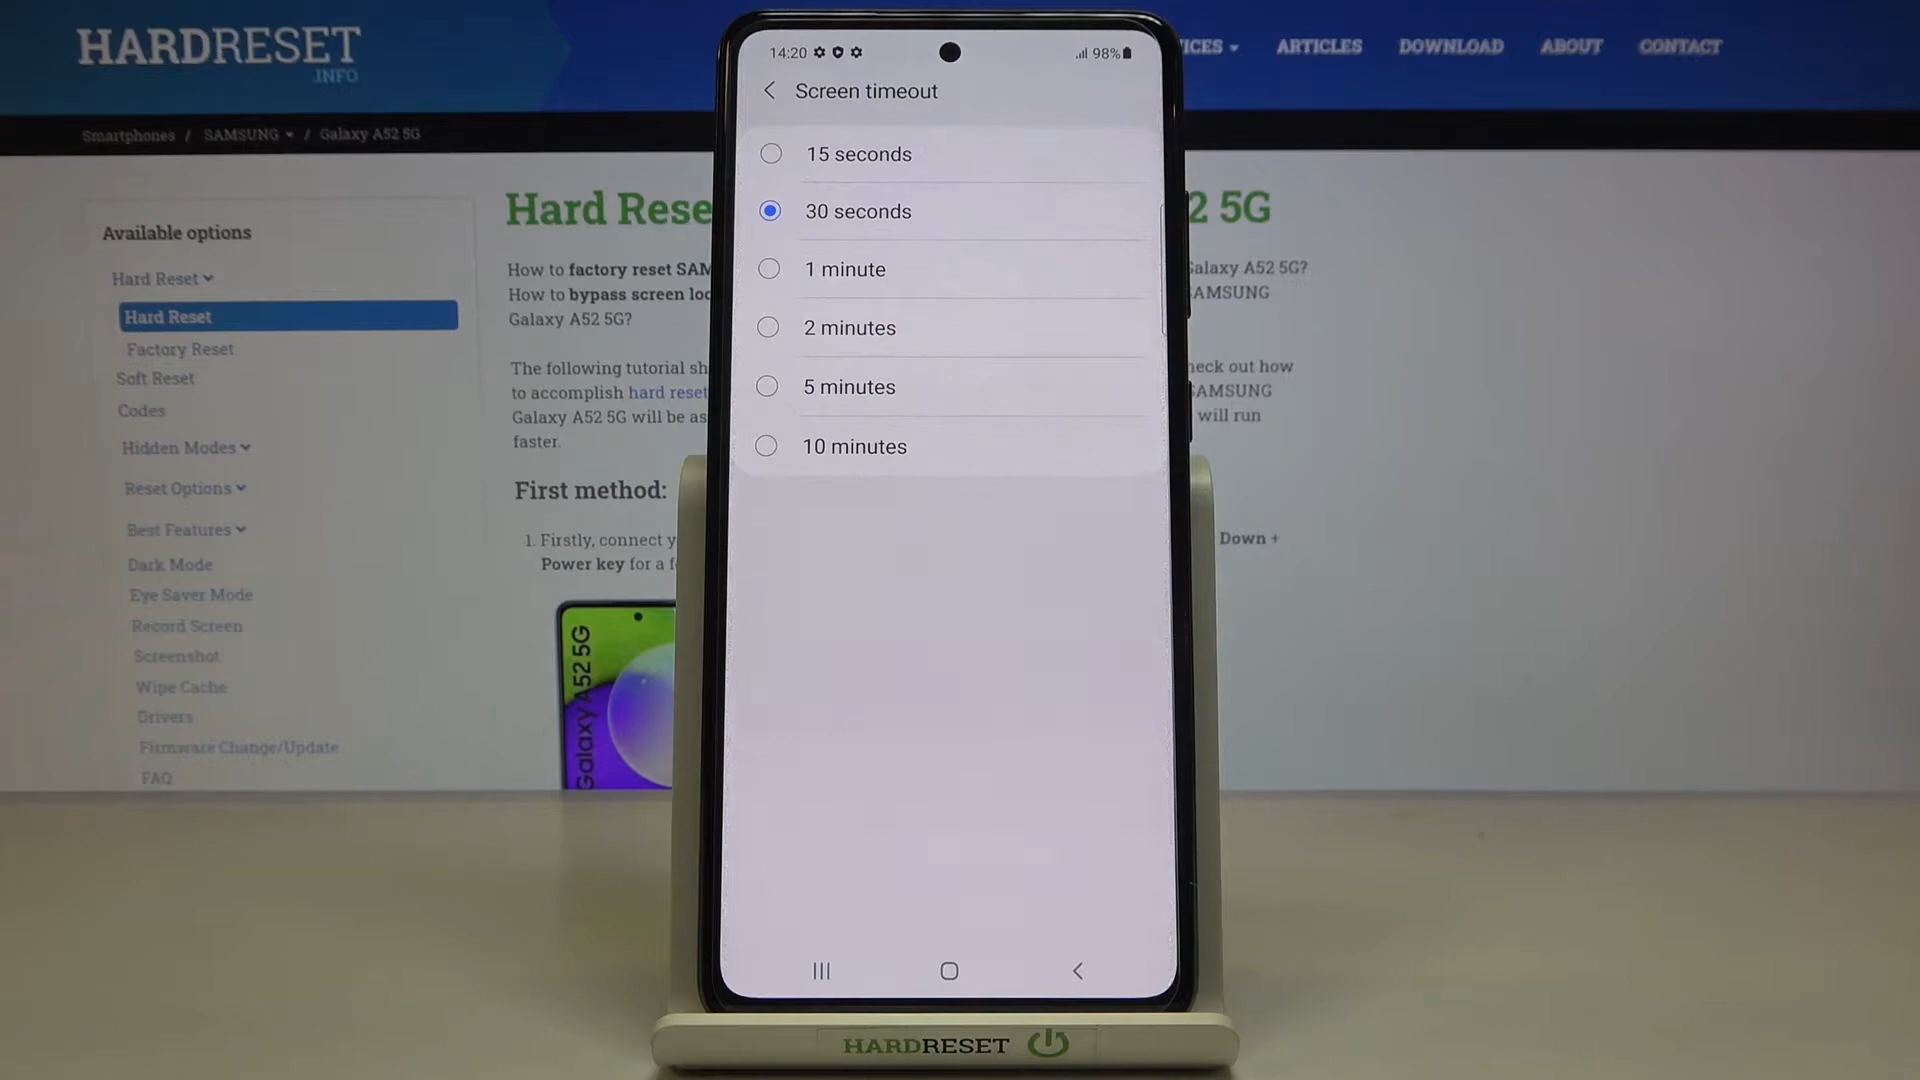 HARDRESET
.INFO
ICES
ARTICLES
DOWNLOAD
ABOUT
CONTACT
Smartphones / SAMSUNG / Galaxy A52 5G
Available options
Hard Reset
Hard Reset
Factory Reset
Soft Reset
Codes
Hidden Modes
Reset Options
Best Features
Dark Mode
Eye Saver Mode
Record Screen
Screenshot
Wipe Cache
Drivers
Firmware Change/Update
FAQ
Hard Rese
2 5G
How to factory reset SAM
Galaxy A52 5G?
How to bypass screen loc
SAMSUNG
Galaxy A52 5G?
The following tutorial sh
heck out how
to accomplish hard reset
SAMSUNG
Galaxy A52 5G will be as
will run
faster.
First method:
1. Firstly, connect y
Down +
Power key for a f
Galaxy A52 5G
14:20
98%
Screen timeout
15 seconds
30 seconds
1 minute
2 minutes
5 minutes
10 minutes
HARDRESET